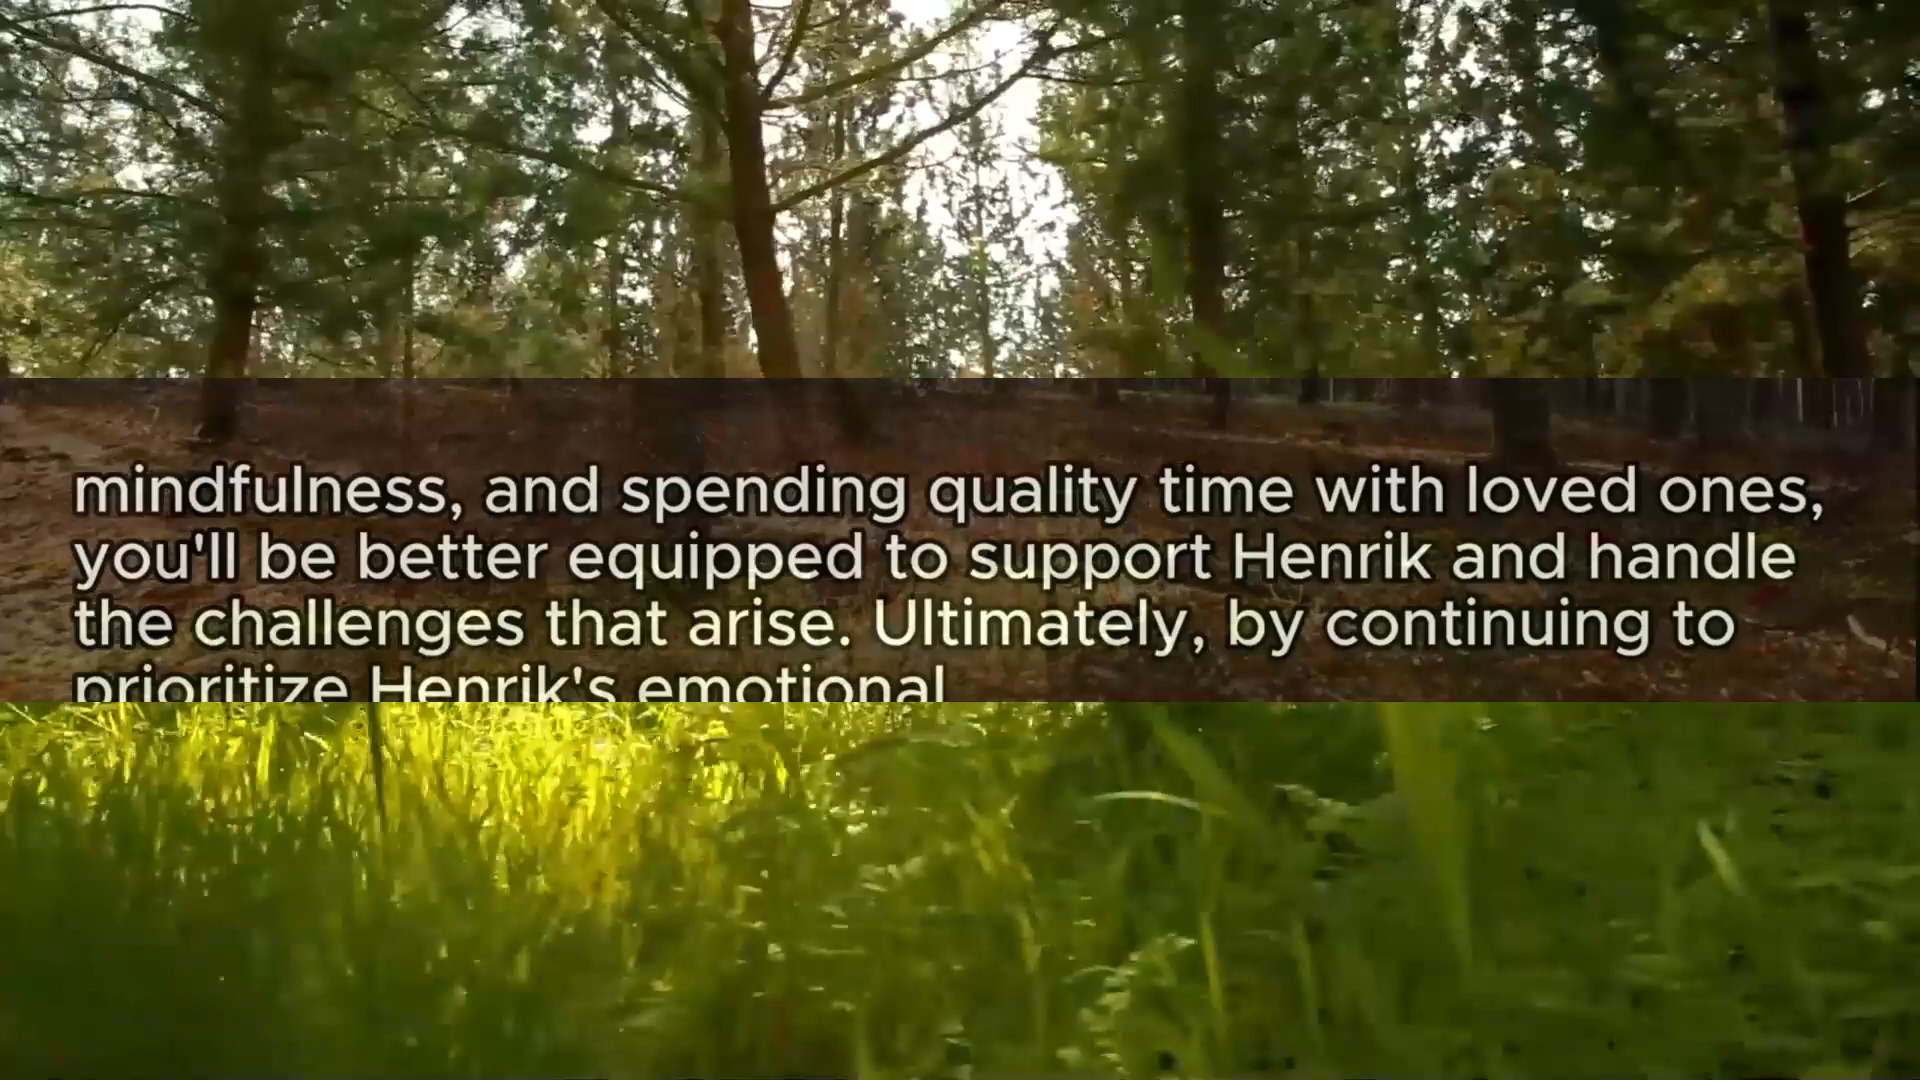 mindfulness, and spending quality time with loved ones,
you'll be better equipped to support Henrik and handle
the challenges that arise. Ultimately, by continuing to
prioritize Henrik's emotional